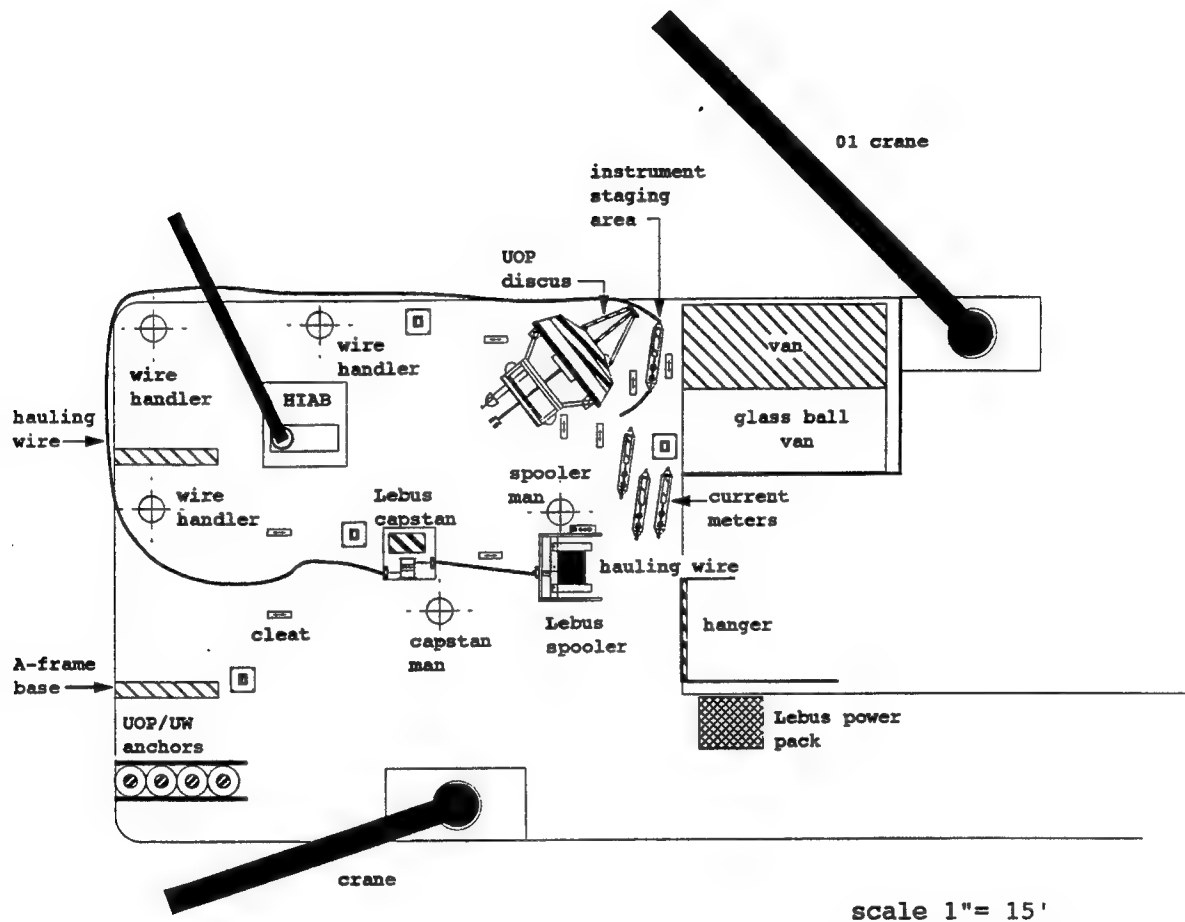 01 crane
instrument
staging
area
UOP
discus
wire
handler
wire
handler
HIAB
van
glass ball
van
hauling
wire
spooler
man
wire
handler
Lebus
capstan
current
meters
hauling wire
cleat
capstan
man
Lebus
spooler
hanger
A-frame
base
UOP/UW
anchors
Lebus power
pack
crane
scale 1"= 15'